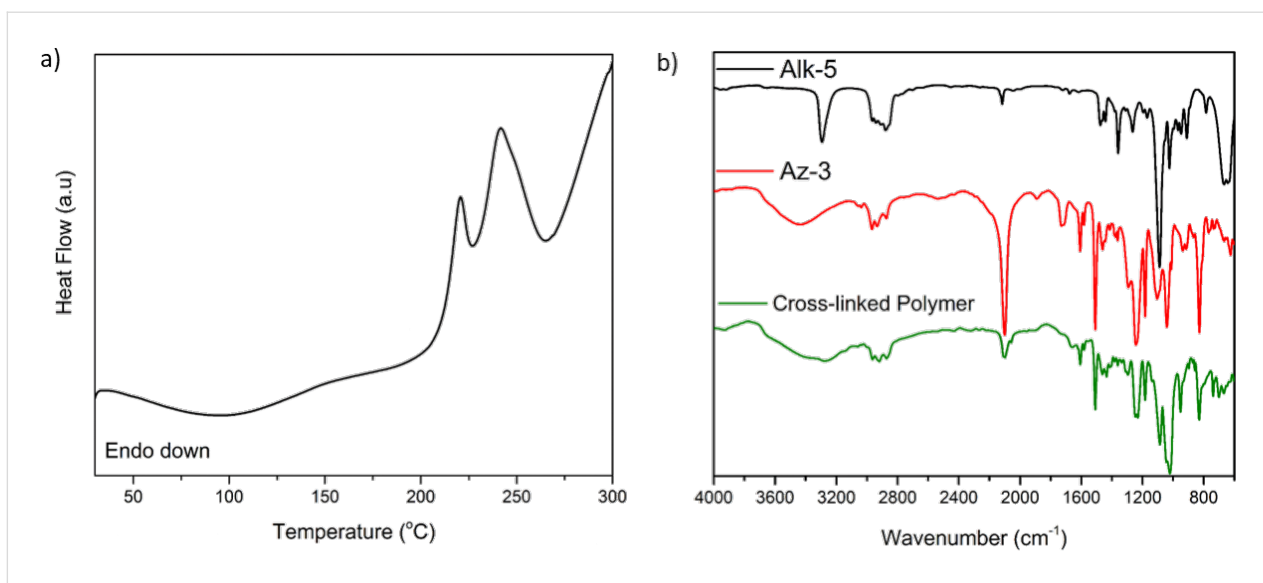 a)
Heat Flow (a.u)
Endo down
50 100 150 200 250 300
Temperature (°C)
b)
Alk-5
Az-3
Cross-linked Polymer
4000 3600 3200 2800 2400 2000 1600 1200 800
Wavenumber (cm⁻¹)